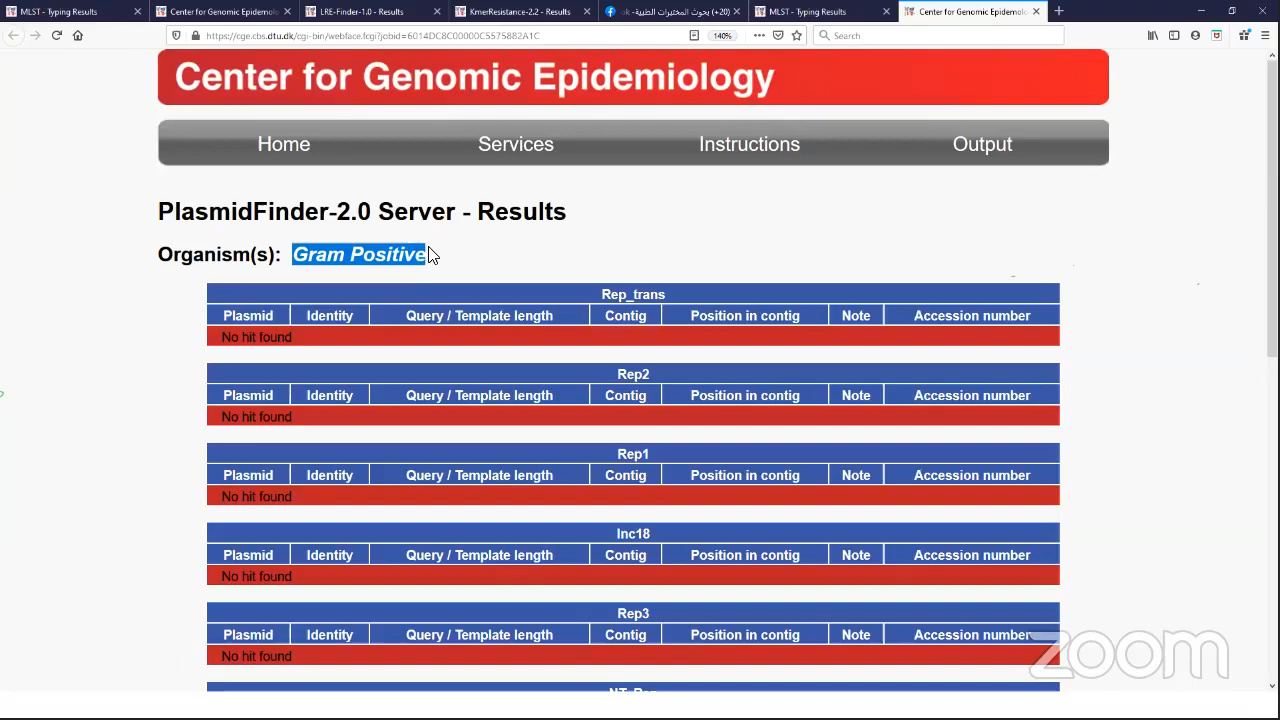 MLST - Typing Results
Center for Genomic Epidemiolo
LRE-Finder-1.0 - Results
KmerResistance-2.2 - Results
(20+) بحوث المختبرات الطبية
MLST - Typing Results
Center for Genomic Epidemiolo
https://cge.cbs.dtu.dk/cgi-bin/webface.fcgi?jobid=6014DC8C00000C5575882A1C
140%
Search
Center for Genomic Epidemiology
Home Services Instructions Output
PlasmidFinder-2.0 Server - Results
Organism(s): Gram Positive
Rep_trans
Plasmid Identity Query / Template length Contig Position in contig Note Accession number
No hit found
Rep2
Plasmid Identity Query / Template length Contig Position in contig Note Accession number
No hit found
Rep1
Plasmid Identity Query / Template length Contig Position in contig Note Accession number
No hit found
Inc18
Plasmid Identity Query / Template length Contig Position in contig Note Accession number
No hit found
Rep3
Plasmid Identity Query / Template length Contig Position in contig Note Accession number
No hit found
zoom